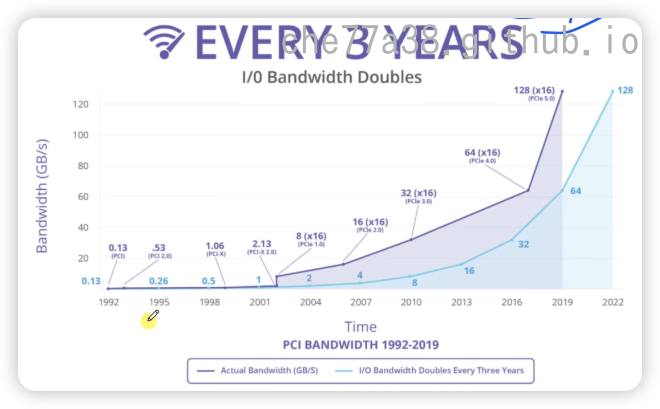 EVERY 3 YEARS
che77a38.github.io
I/0 Bandwidth Doubles
Bandwidth (GB/s)
120
100
80
60
40
20
128 (x16)
(PCIe 5.0)
128
64 (x16)
(PCIe 4.0)
64
32 (x16)
(PCIe 3.0)
16 (x16)
(PCIe 2.0)
8 (x16)
(PCIe 1.0)
2.13
(PCI-X 2.0)
1.06
(PCI-X)
.53
(PCI 2.0)
0.13
(PCI)
0.13
0.26
0.5
1
2
4
8
16
32
1992 1995 1998 2001 2004 2007 2010 2013 2016 2019 2022
Time
PCI BANDWIDTH 1992-2019
Actual Bandwidth (GB/S) I/O Bandwidth Doubles Every Three Years